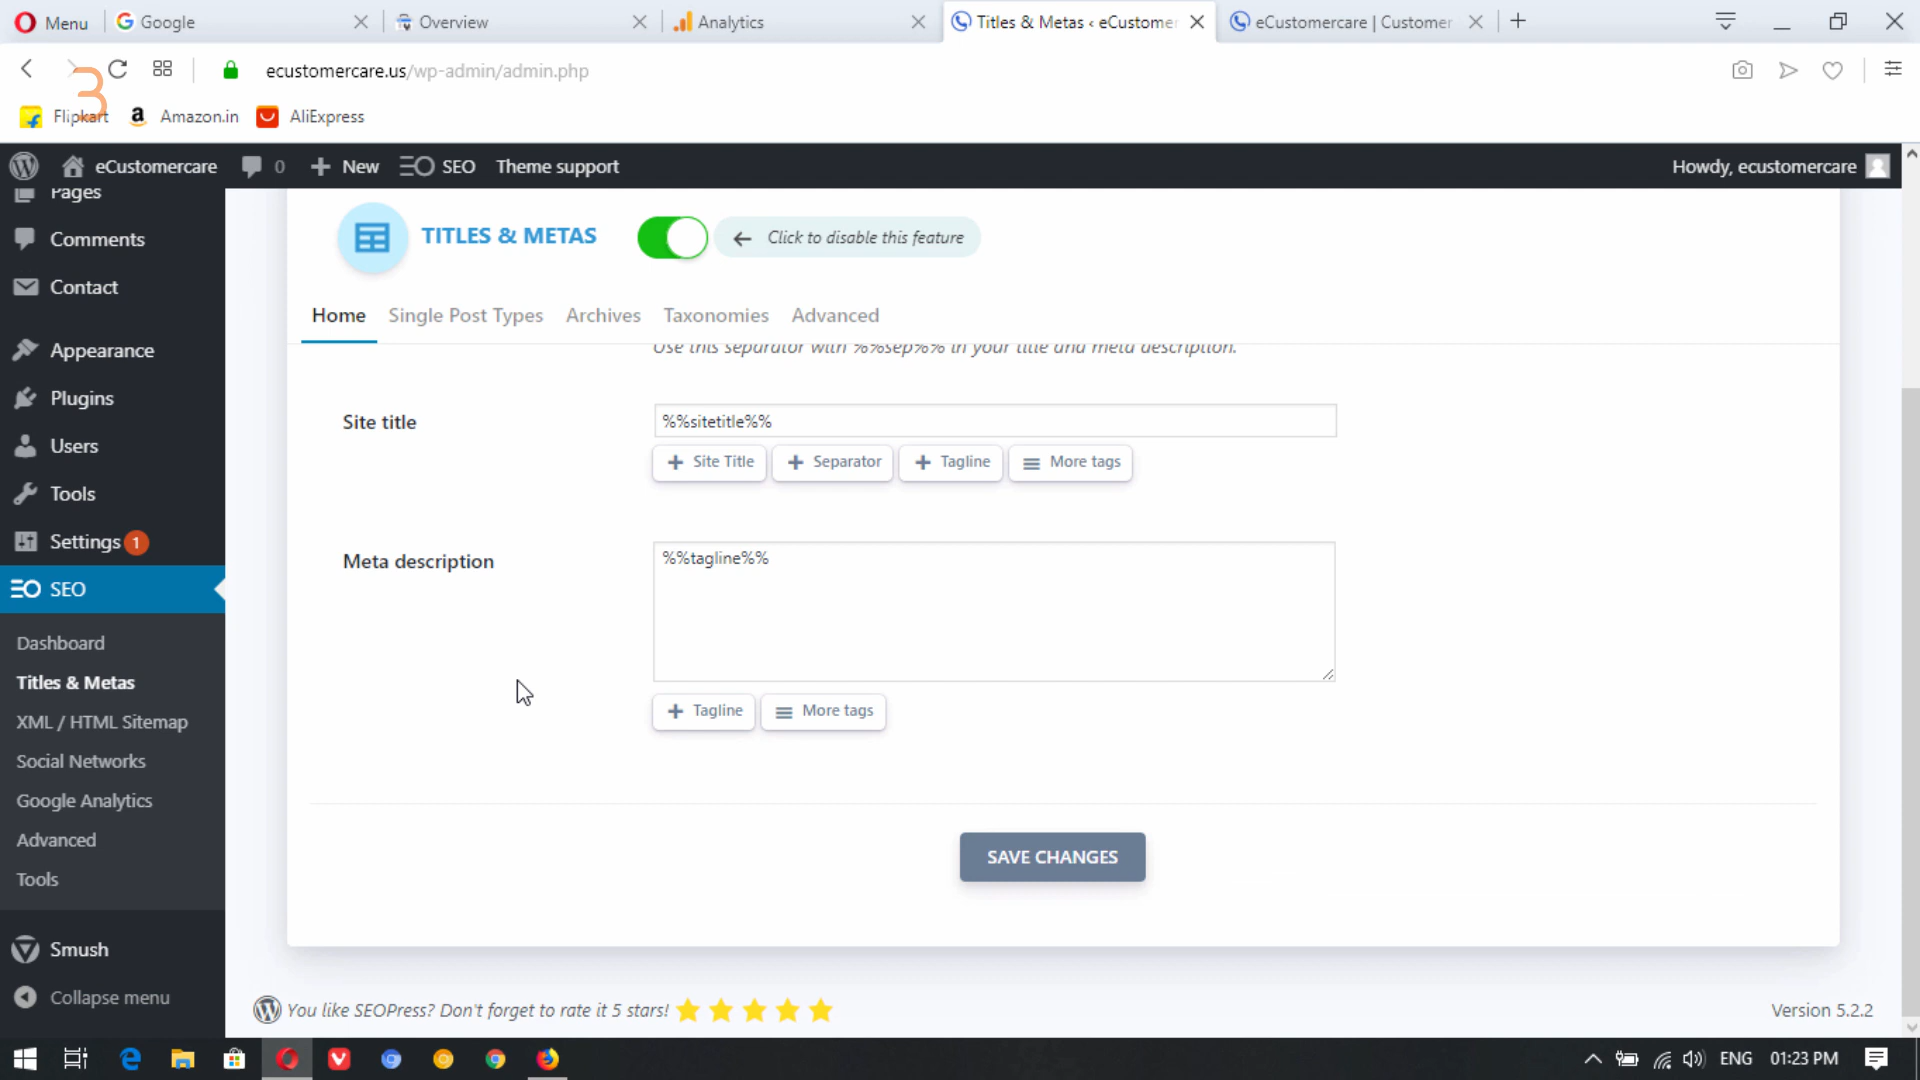 Menu
Google
Overview
Analytics
Titles & Metas ‹ eCustomer
eCustomercare | Customer
ecustomercare.us/wp-admin/admin.php
3
Flipkart
Amazon.in
AliExpress
eCustomercare
0
New
SEO
Theme support
Howdy, ecustomercare
Pages
Comments
Contact
Appearance
Plugins
Users
Tools
Settings 1
SEO
Dashboard
Titles & Metas
XML / HTML Sitemap
Social Networks
Google Analytics
Advanced
Tools
Smush
Collapse menu
TITLES & METAS
Click to disable this feature
Home
Single Post Types
Archives
Taxonomies
Advanced
Use this separator with %%sep%% in your title and meta description.
Site title
%%sitetitle%%
Site Title
Separator
Tagline
More tags
Meta description
%%tagline%%
Tagline
More tags
SAVE CHANGES
You like SEOPress? Don't forget to rate it 5 stars!
Version 5.2.2
ENG
01:23 PM